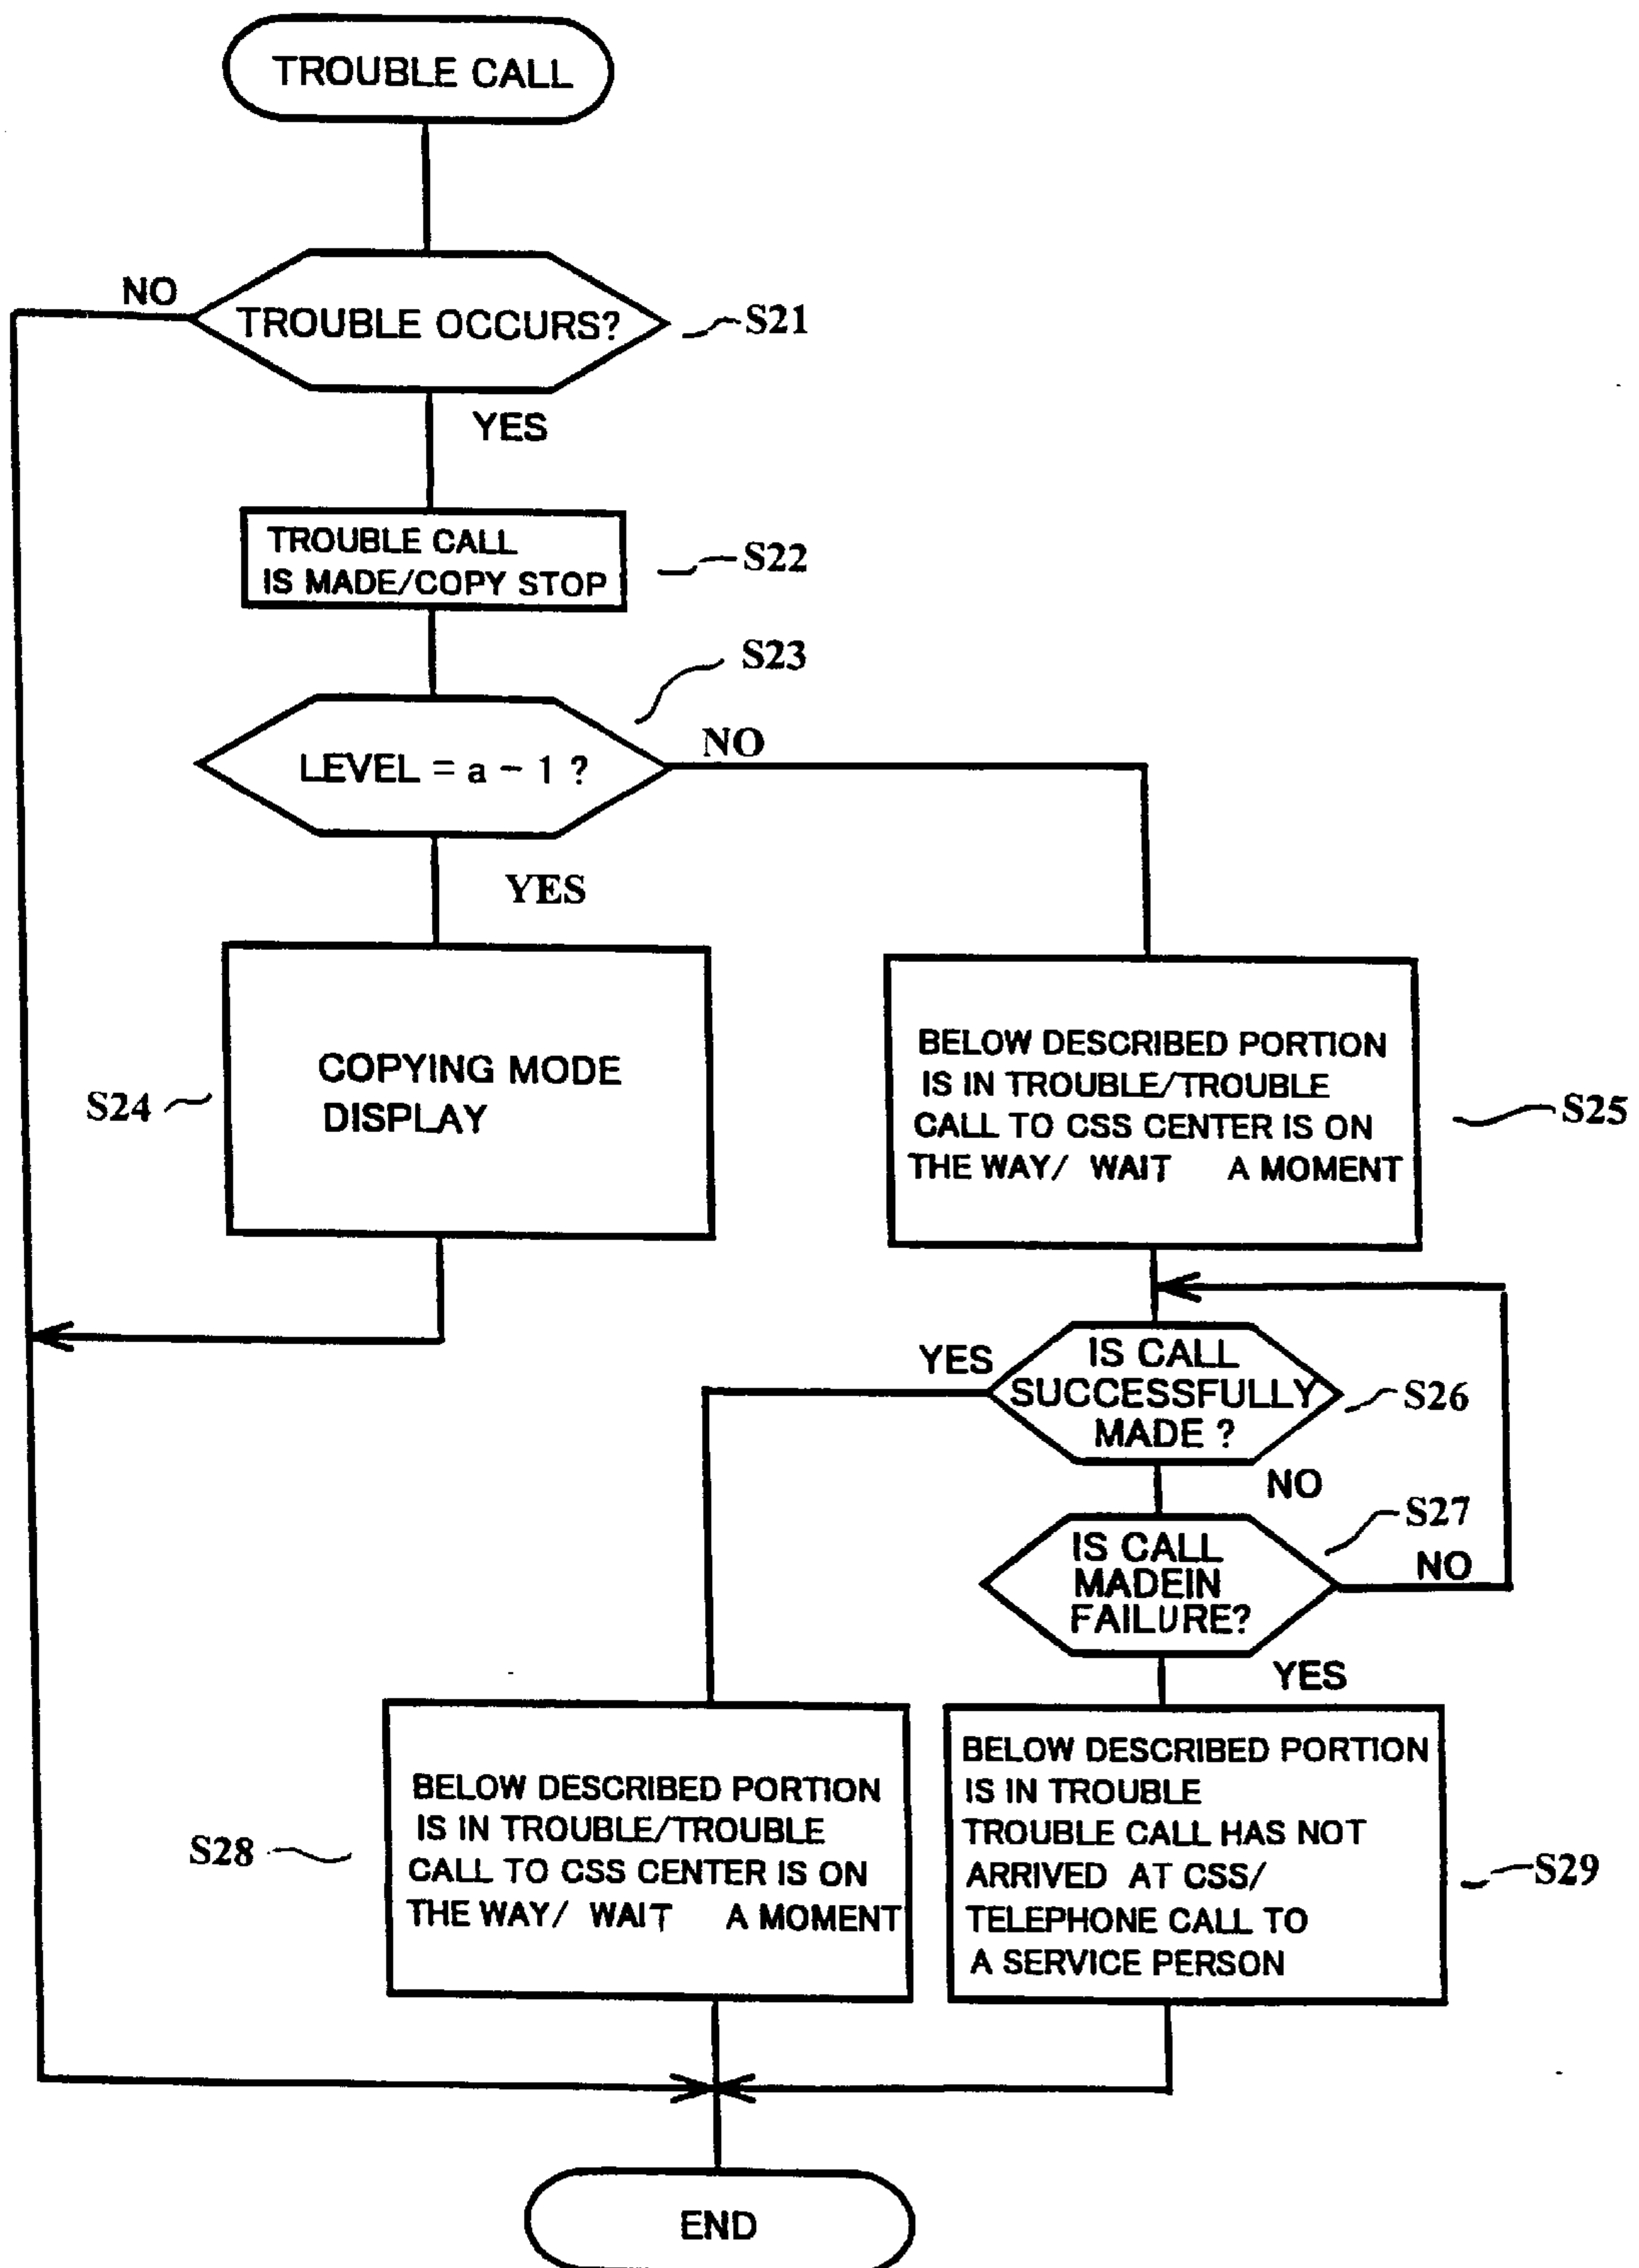 TROUBLE CALL
NO
TROUBLE OCCURS?
S21
YES
TROUBLE CALL
IS MADE/COPY STOP
S22
S23
LEVEL = a - 1 ?
NO
YES
COPYING MODE
DISPLAY
S24
BELOW DESCRIBED PORTION
IS IN TROUBLE/TROUBLE
CALL TO CSS CENTER IS ON
THE WAY/ WAIT A MOMENT
S25
YES
IS CALL
SUCCESSFULLY
MADE ?
S26
NO
S27
IS CALL
MADEIN
FAILURE?
NO
YES
BELOW DESCRIBED PORTION
IS IN TROUBLE/TROUBLE
CALL TO CSS CENTER IS ON
THE WAY/ WAIT A MOMENT
S28
BELOW DESCRIBED PORTION
IS IN TROUBLE
TROUBLE CALL HAS NOT
ARRIVED AT CSS/
TELEPHONE CALL TO
A SERVICE PERSON
S29
END